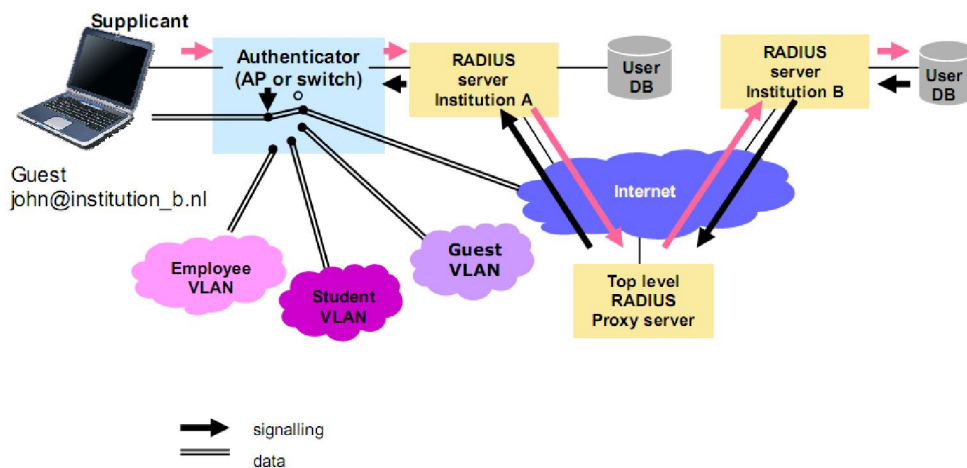 Supplicant
Authenticator
(AP or switch)
RADIUS
server
Institution A
User
DB
RADIUS
server
Institution B
User
DB
Guest
john@institution_b.nl
Internet
Employee
VLAN
Student
VLAN
Guest
VLAN
Top level
RADIUS
Proxy server
signalling
data